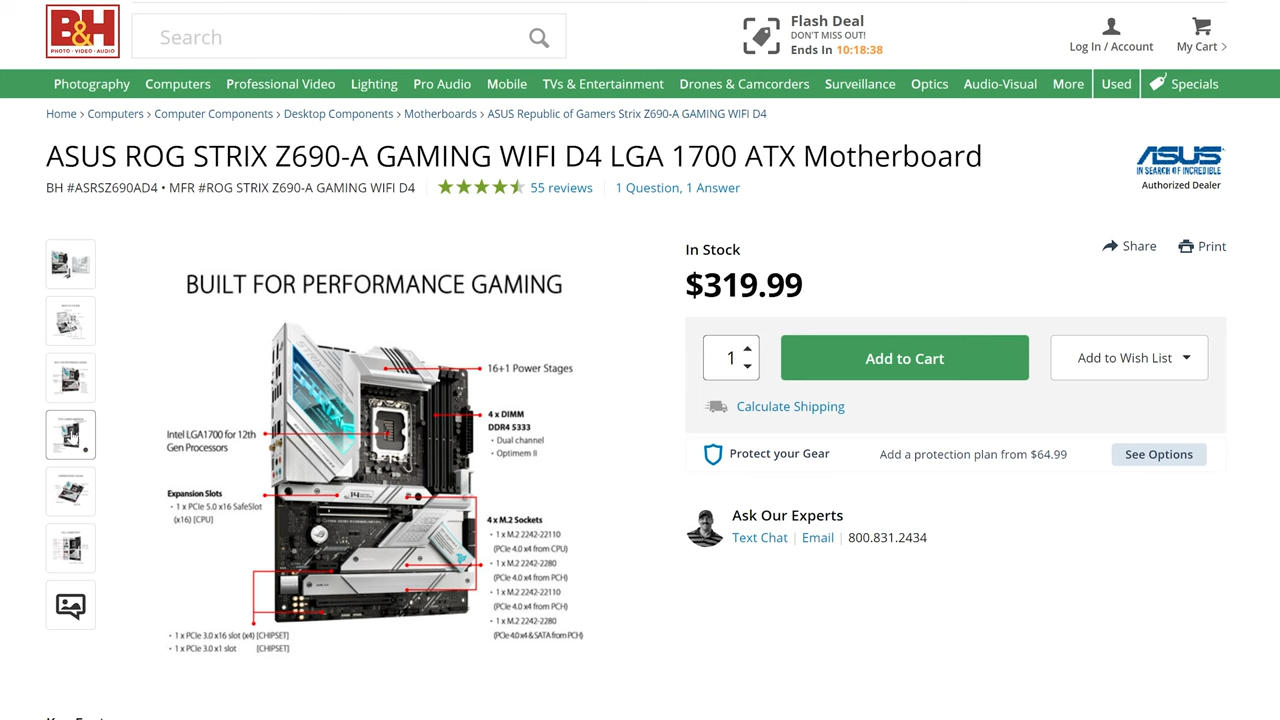 B&H
PHOTO · VIDEO · AUDIO
Search
Flash Deal
DON'T MISS OUT!
Ends In 10:18:38
Log In / Account
My Cart
Photography Computers Professional Video Lighting Pro Audio Mobile TVs & Entertainment Drones & Camcorders Surveillance Optics Audio-Visual More Used Specials
Home > Computers > Computer Components > Desktop Components > Motherboards > ASUS Republic of Gamers Strix Z690-A GAMING WIFI D4
ASUS ROG STRIX Z690-A GAMING WIFI D4 LGA 1700 ATX Motherboard
BH #ASRSZ690AD4 • MFR #ROG STRIX Z690-A GAMING WIFI D4
55 reviews
1 Question, 1 Answer
ASUS
IN SEARCH OF INCREDIBLE
Authorized Dealer
BUILT FOR PERFORMANCE GAMING
16+1 Power Stages
4 x DIMM
DDR4 5333
• Dual channel
• Optimem II
Intel LGA1700 for 12th
Gen Processors
Expansion Slots
• 1 x PCIe 5.0 x16 SafeSlot
(x16) [CPU]
4 x M.2 Sockets
• 1 x M.2 2242-22110
(PCIe 4.0 x4 from CPU)
• 1 x M.2 2242-2280
(PCIe 4.0 x4 from PCH)
• 1 x M.2 2242-22110
(PCIe 4.0 x4 from PCH)
• 1 x M.2 2242-2280
(PCIe 4.0 x4 & SATA from PCH)
• 1 x PCIe 3.0 x16 slot (x4) [CHIPSET]
• 1 x PCIe 3.0 x1 slot [CHIPSET]
In Stock
Share
Print
$319.99
1
Add to Cart
Add to Wish List
Calculate Shipping
Protect your Gear
Add a protection plan from $64.99
See Options
Ask Our Experts
Text Chat | Email | 800.831.2434